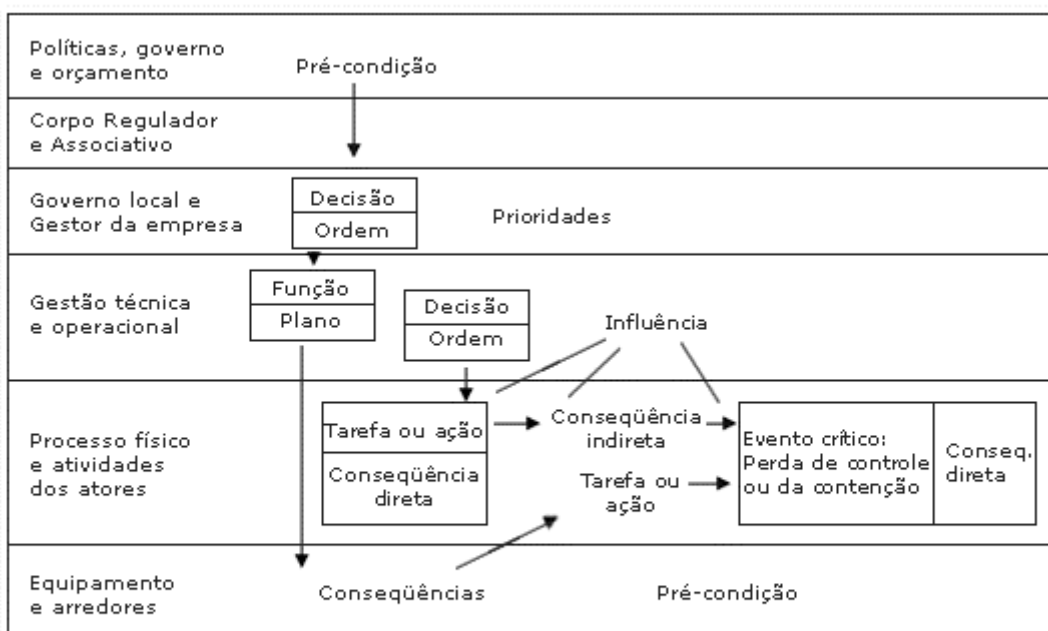 Políticas, governo
e orçamento
Pré-condição
Corpo Regulador
e Associativo
Governo local e
Gestor da empresa
Decisão
Ordem
Prioridades
Gestão técnica
e operacional
Função
Plano
Decisão
Ordem
Influência
Processo físico
e atividades
dos atores
Tarefa ou ação
Conseqüência
direta
Conseqüência
indireta
Tarefa ou
ação
Evento crítico:
Perda de controle
ou da contenção
Conseq.
direta
Equipamento
e arredores
Conseqüências
Pré-condição